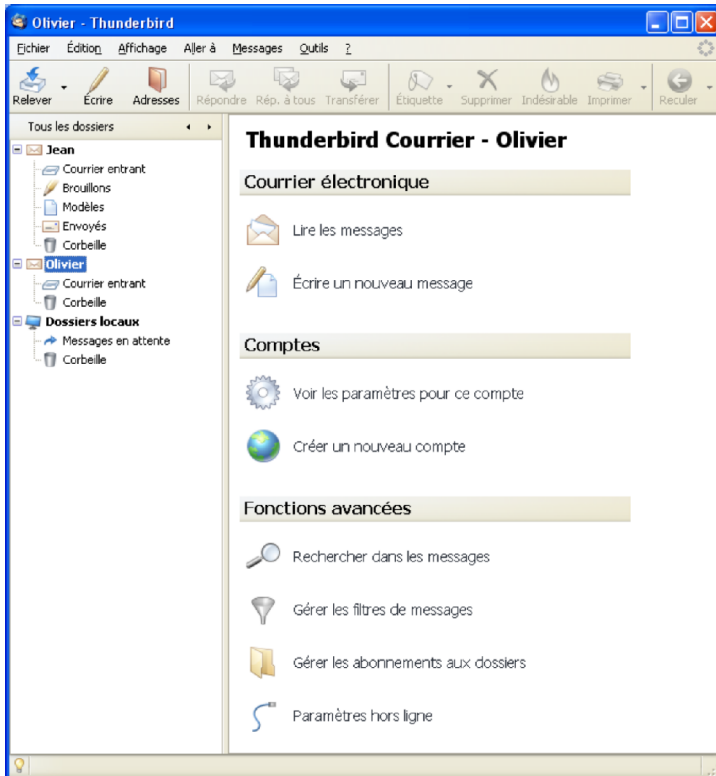 Olivier - Thunderbird
Fichier Édition Affichage Aller à Messages Outils ?
Relever Écrire Adresses Répondre Rép. à tous Transférer Étiquette Supprimer Indésirable Imprimer Reculer
Tous les dossiers
Jean
Courrier entrant
Brouillons
Modèles
Envoyés
Corbeille
Olivier
Courrier entrant
Corbeille
Dossiers locaux
Messages en attente
Corbeille
Thunderbird Courrier - Olivier
Courrier électronique
Lire les messages
Écrire un nouveau message
Comptes
Voir les paramètres pour ce compte
Créer un nouveau compte
Fonctions avancées
Rechercher dans les messages
Gérer les filtres de messages
Gérer les abonnements aux dossiers
Paramètres hors ligne